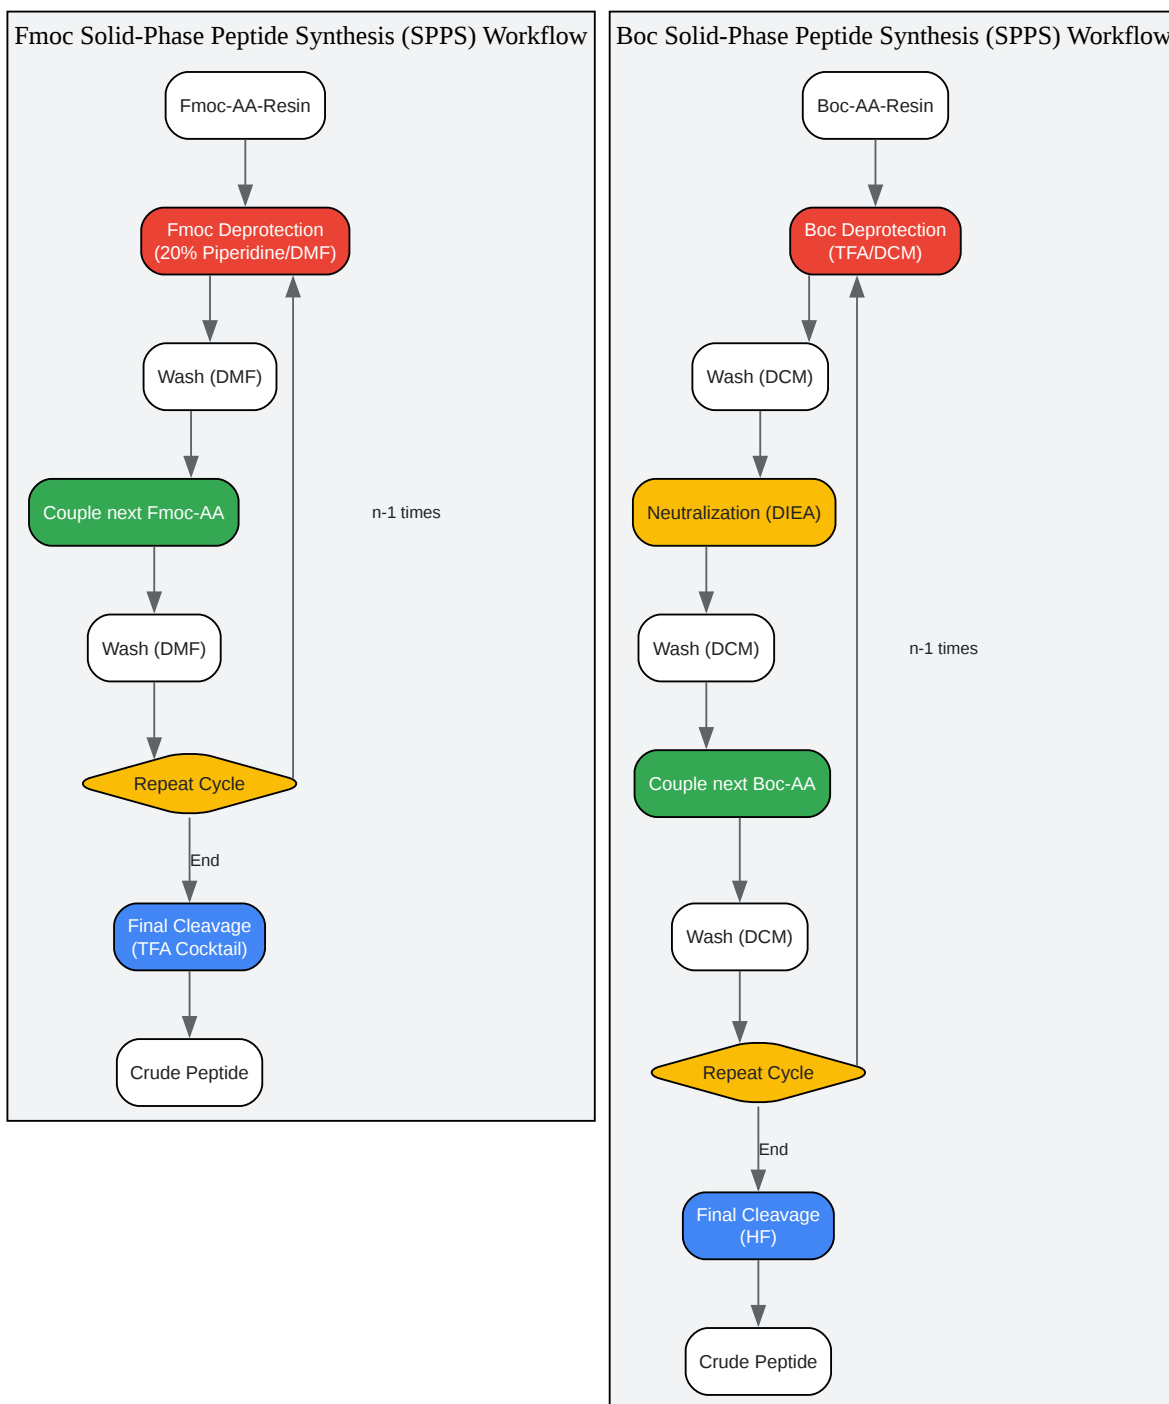 Fmoc Solid-Phase Peptide Synthesis (SPPS) Workflow
Fmoc-AA-Resin
Fmoc Deprotection
(20% Piperidine/DMF)
Wash (DMF)
Couple next Fmoc-AA
n-1 times
Wash (DMF)
Repeat Cycle
End
Final Cleavage
(TFA Cocktail)
Crude Peptide
Boc Solid-Phase Peptide Synthesis (SPPS) Workflow
Boc-AA-Resin
Boc Deprotection
(TFA/DCM)
Wash (DCM)
Neutralization (DIEA)
Wash (DCM)
n-1 times
Couple next Boc-AA
Wash (DCM)
Repeat Cycle
End
Final Cleavage
(HF)
Crude Peptide